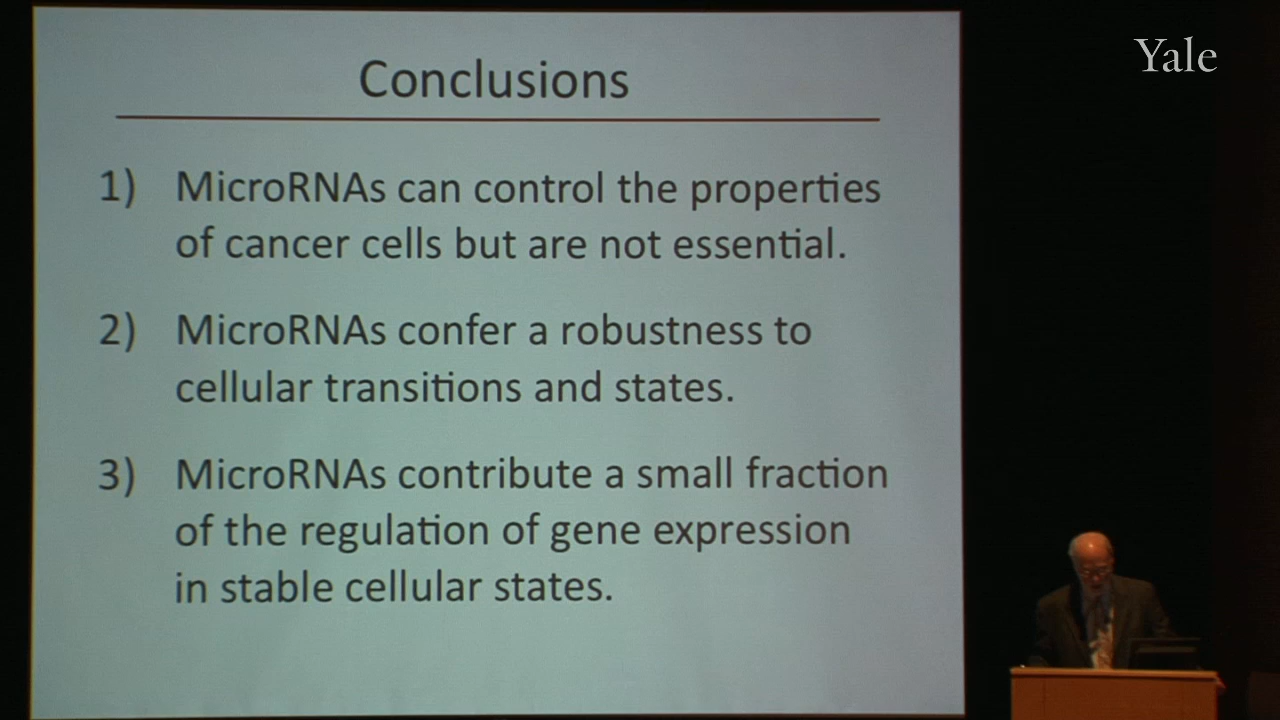 Yale
Conclusions
1) MicroRNAs can control the properties
of cancer cells but are not essential.
2) MicroRNAs confer a robustness to
cellular transitions and states.
3) MicroRNAs contribute a small fraction
of the regulation of gene expression
in stable cellular states.